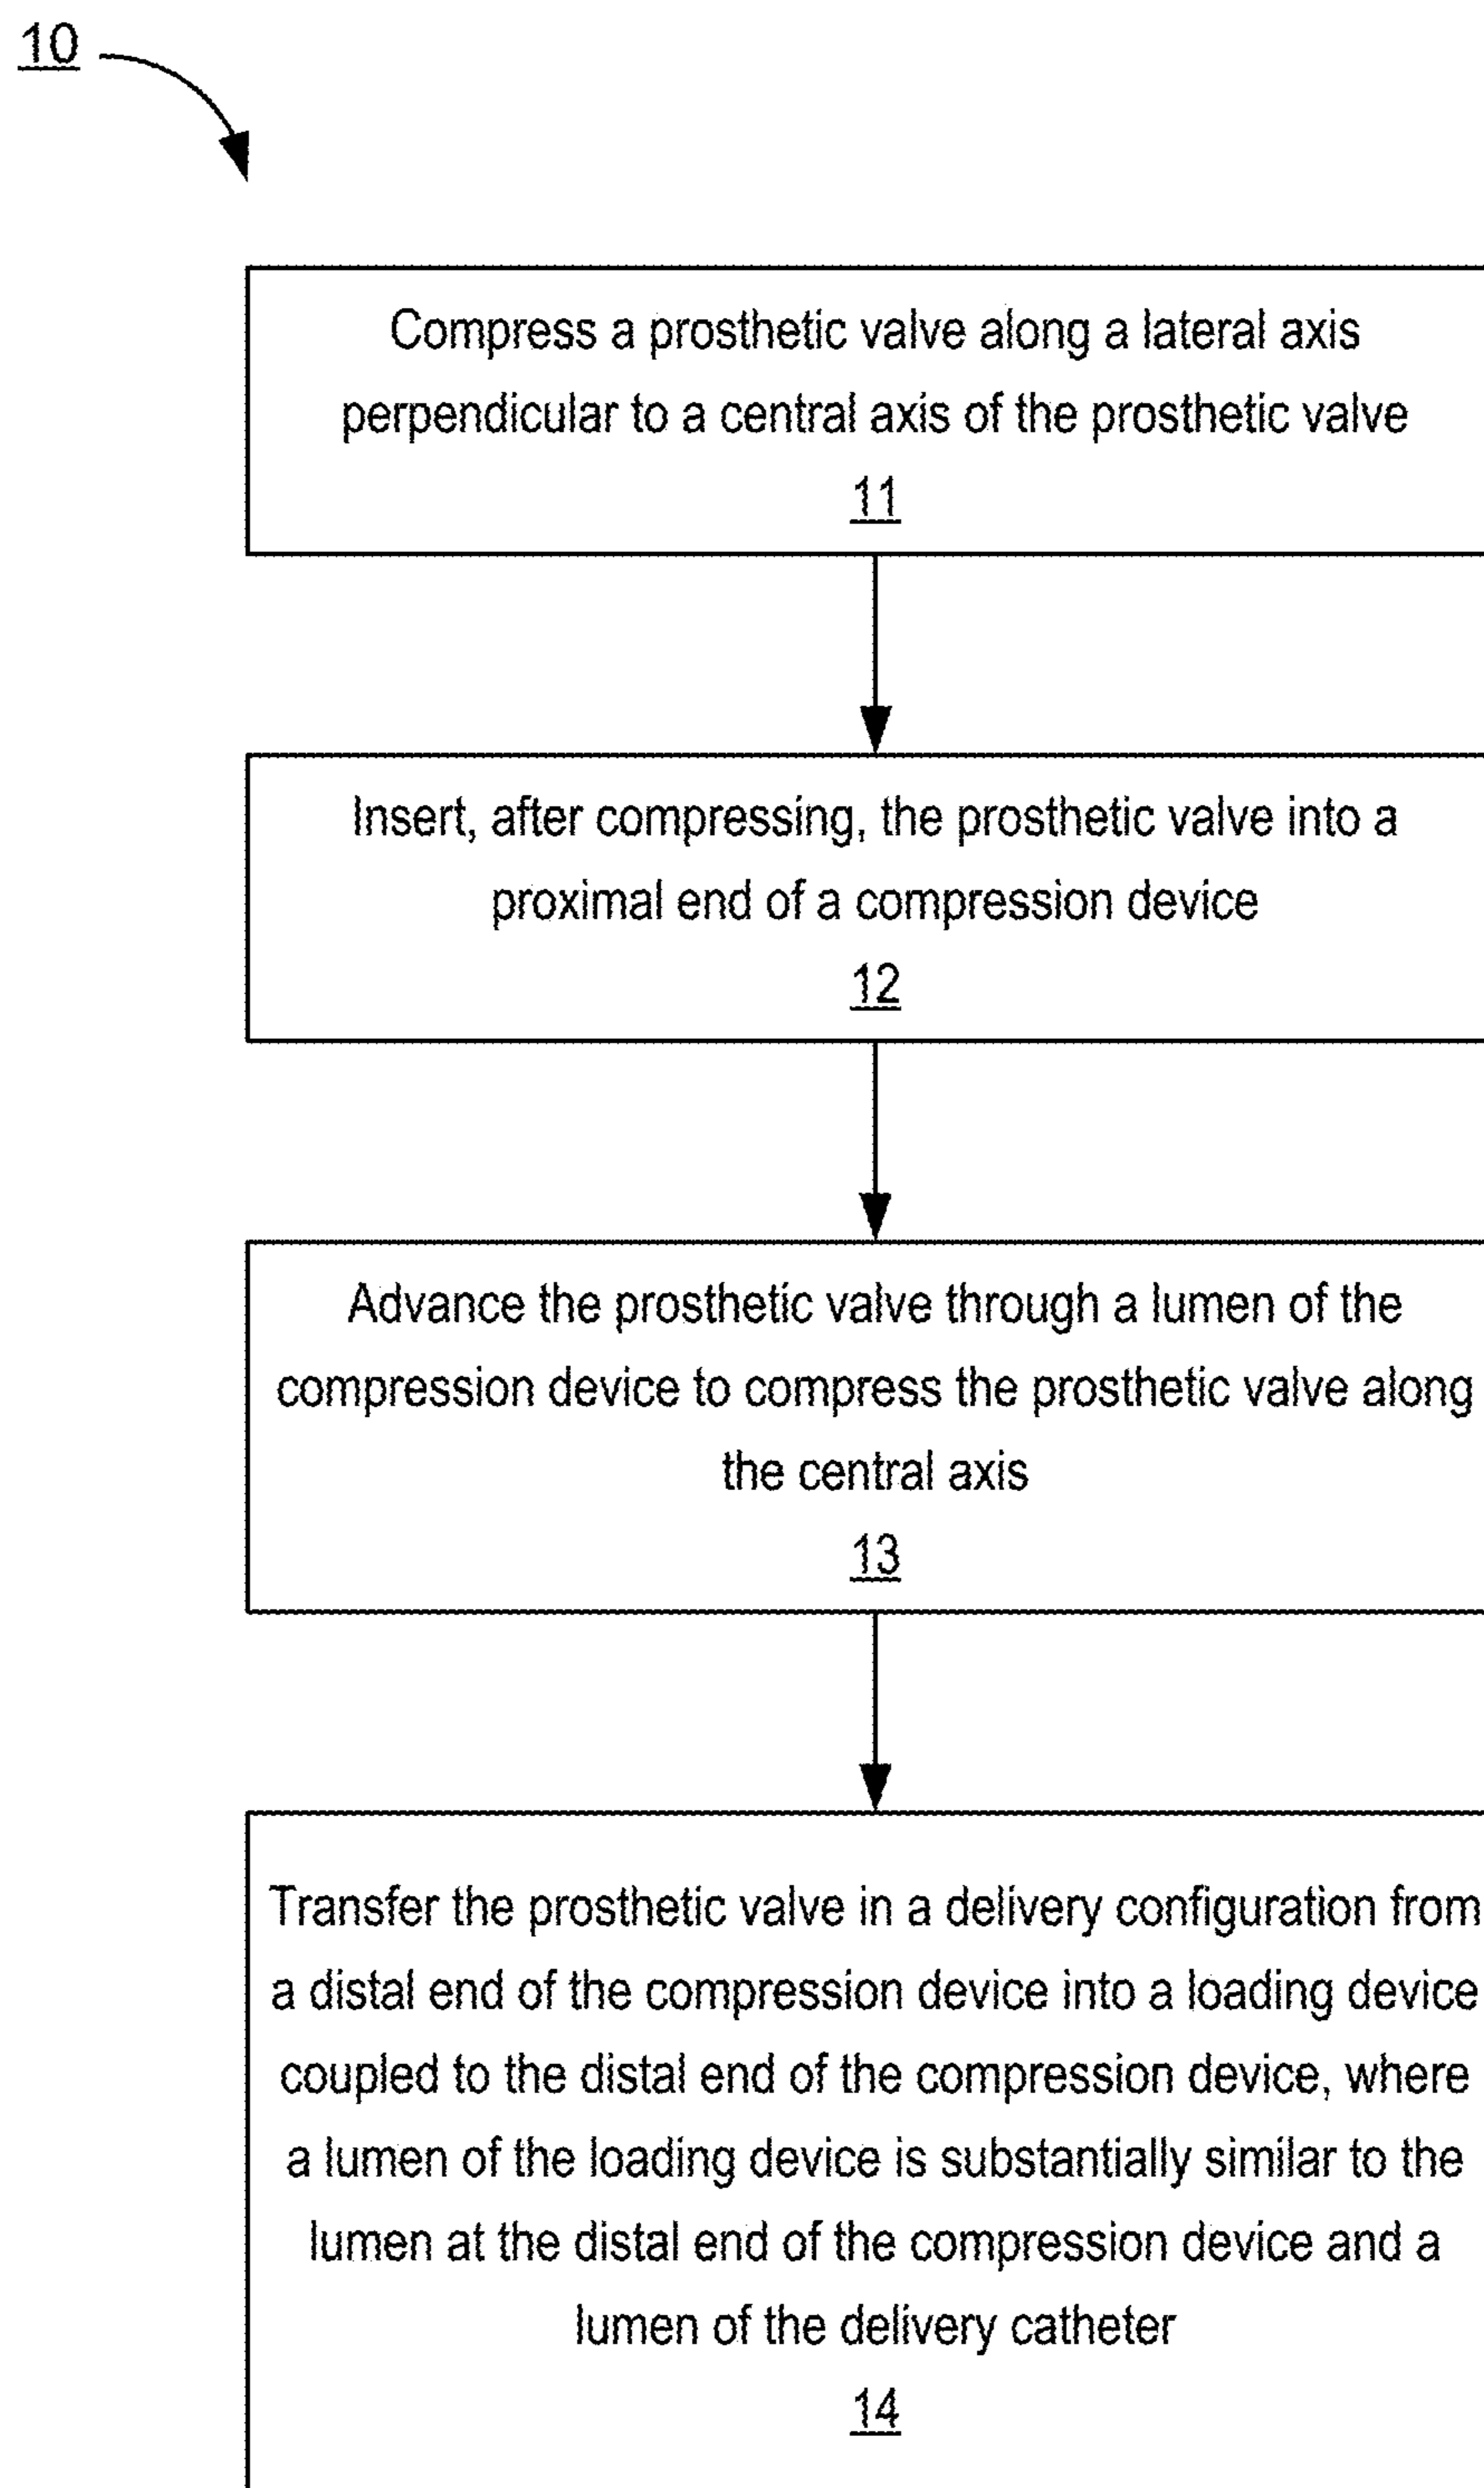 10
Compress a prosthetic valve along a lateral axis
perpendicular to a central axis of the prosthetic valve
11
Insert, after compressing, the prosthetic valve into a
proximal end of a compression device
12
Advance the prosthetic valve through a lumen of the
compression device to compress the prosthetic valve along
the central axis
13
Transfer the prosthetic valve in a delivery configuration from
a distal end of the compression device into a loading device
coupled to the distal end of the compression device, where
a lumen of the loading device is substantially similar to the
lumen at the distal end of the compression device and a
lumen of the delivery catheter
14